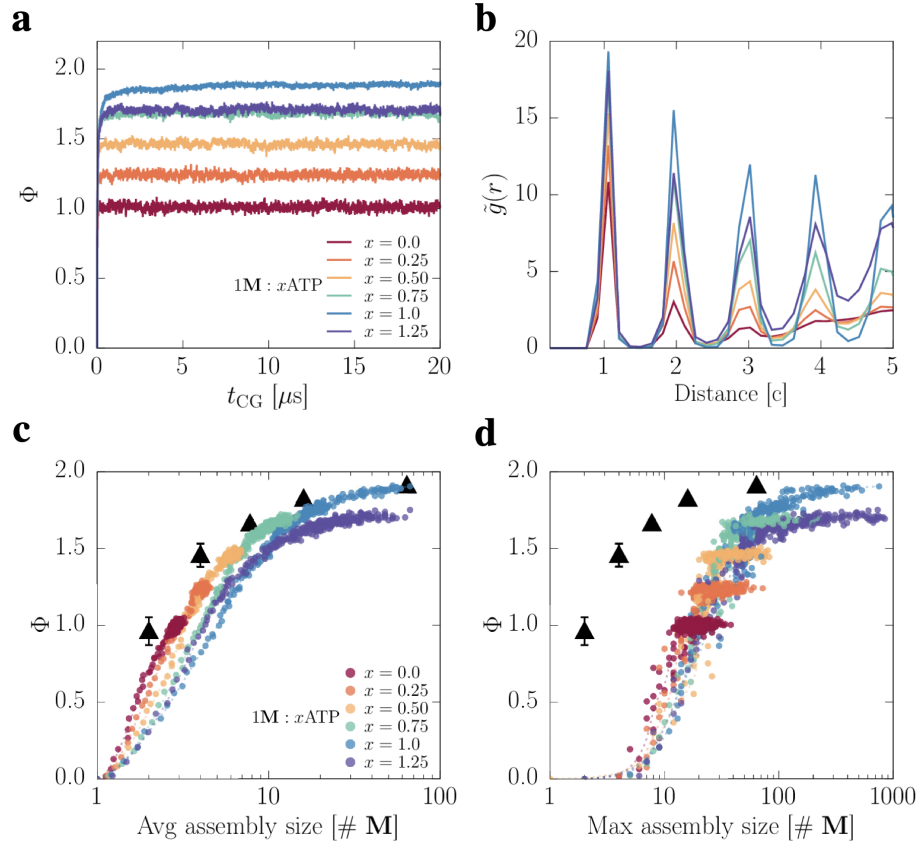 a
2.0
1.5
1.0
0.5
0.0
Φ
0
5
10
15
20
t_CG [μs]
1M : xATP
x = 0.0
x = 0.25
x = 0.50
x = 0.75
x = 1.0
x = 1.25
b
20
15
10
5
0
g̃(r)
1
2
3
4
5
Distance [c]
c
2.0
1.5
1.0
0.5
0.0
Φ
1
10
100
Avg assembly size [# M]
1M : xATP
x = 0.0
x = 0.25
x = 0.50
x = 0.75
x = 1.0
x = 1.25
d
2.0
1.5
1.0
0.5
0.0
Φ
1
10
100
1000
Max assembly size [# M]